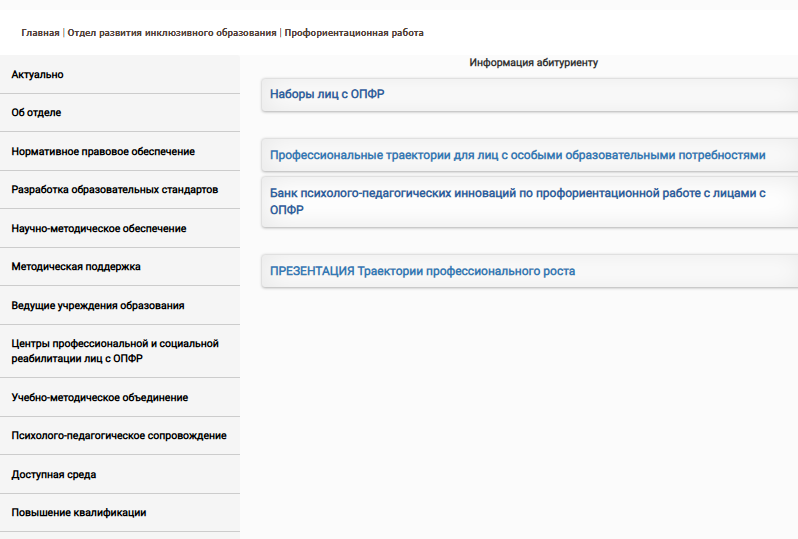 Главная | Отдел развития инклюзивного образования | Профориентационная работа
Актуально
Об отделе
Нормативное правовое обеспечение
Разработка образовательных стандартов
Научно-методическое обеспечение
Методическая поддержка
Ведущие учреждения образования
Центры профессиональной и социальной
реабилитации лиц с ОПФР
Учебно-методическое объединение
Психолого-педагогическое сопровождение
Доступная среда
Повышение квалификации
Информация абитуриенту
Наборы лиц с ОПФР
Профессиональные траектории для лиц с особыми образовательными потребностями
Банк психолого-педагогических инноваций по профориентационной работе с лицами с
ОПФР
ПРЕЗЕНТАЦИЯ Траектории профессионального роста